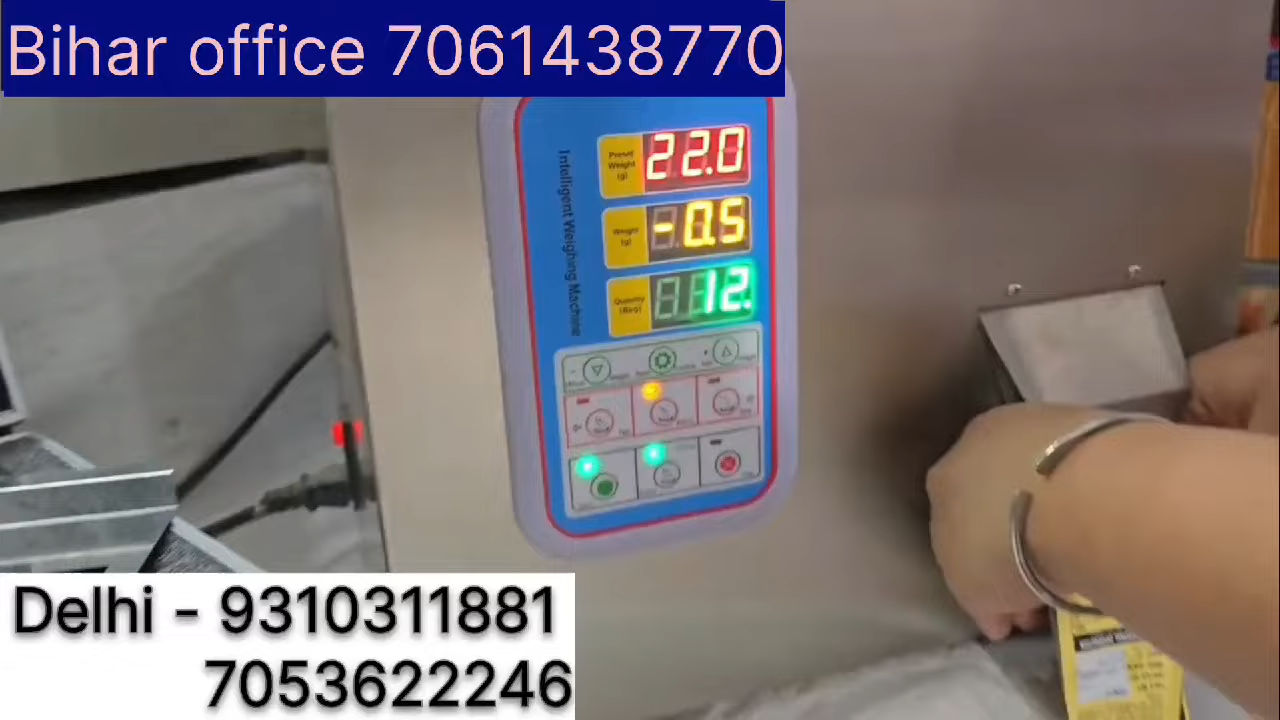 Bihar office 7061438770
Intelligent Weighing Machine
Preset
Weight
(g)
22.0
Weight
(g)
-0.5
Quantity
(Bag)
12.
Delhi - 9310311881
7053622246